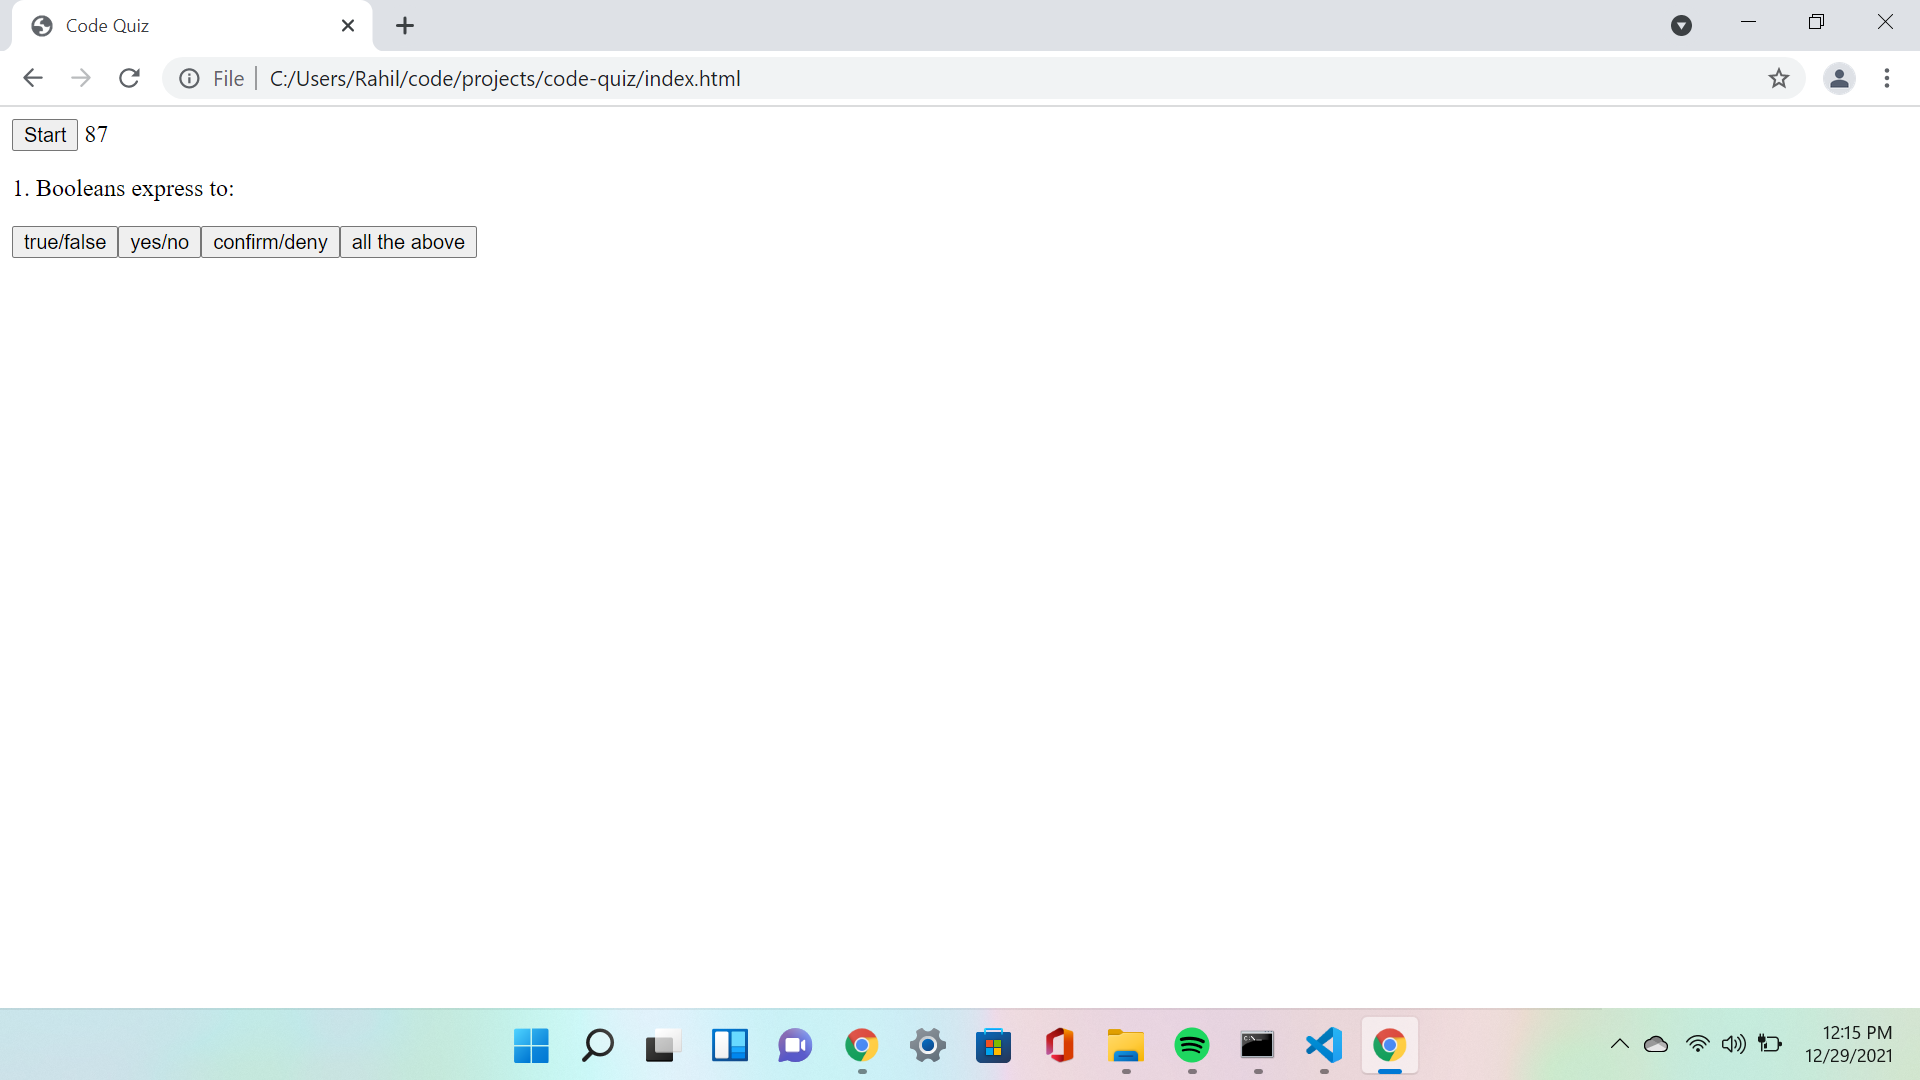 Code Quiz
File
C:/Users/Rahil/code/projects/code-quiz/index.html
Start 87
1. Booleans express to:
true/false yes/no confirm/deny all the above
12:15 PM
12/29/2021